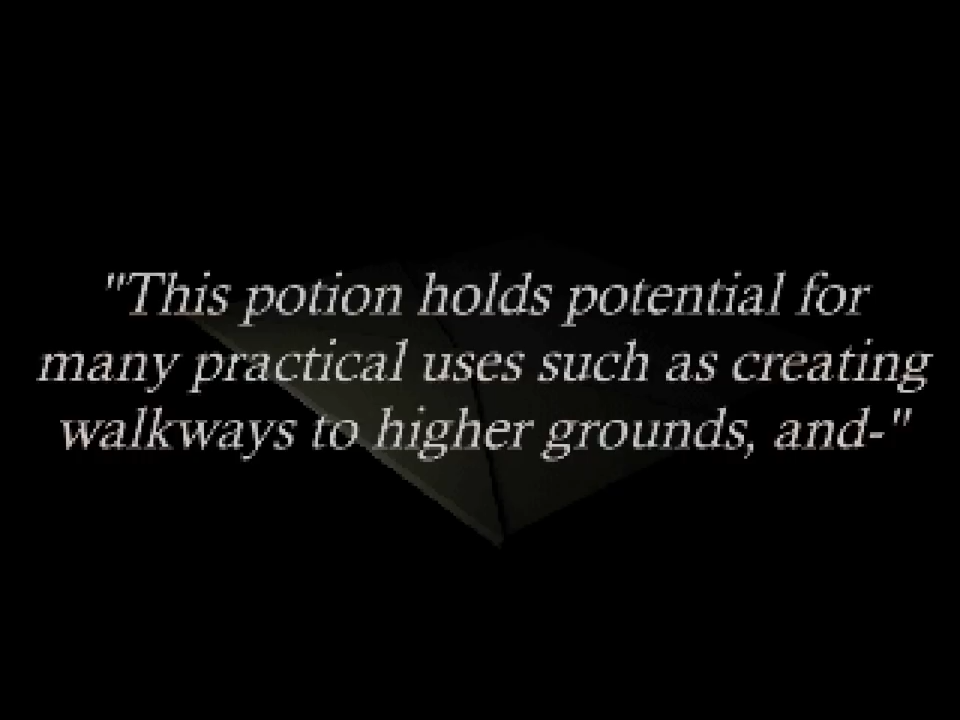 "This potion holds potential for
many practical uses such as creating
walkways to higher grounds, and-"